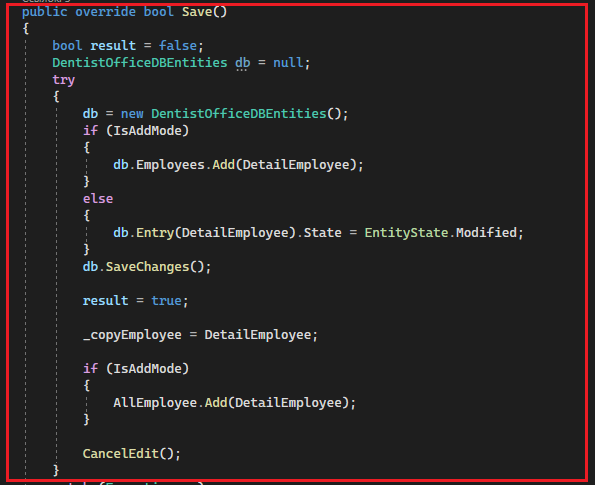 public override bool Save()
{
bool result = false;
DentistOfficeDBEntities db = null;
try
{
db = new DentistOfficeDBEntities();
if (IsAddMode)
{
db.Employees.Add(DetailEmployee);
}
else
{
db.Entry(DetailEmployee).State = EntityState.Modified;
}
db.SaveChanges();
result = true;
_copyEmployee = DetailEmployee;
if (IsAddMode)
{
AllEmployee.Add(DetailEmployee);
}
CancelEdit();
}